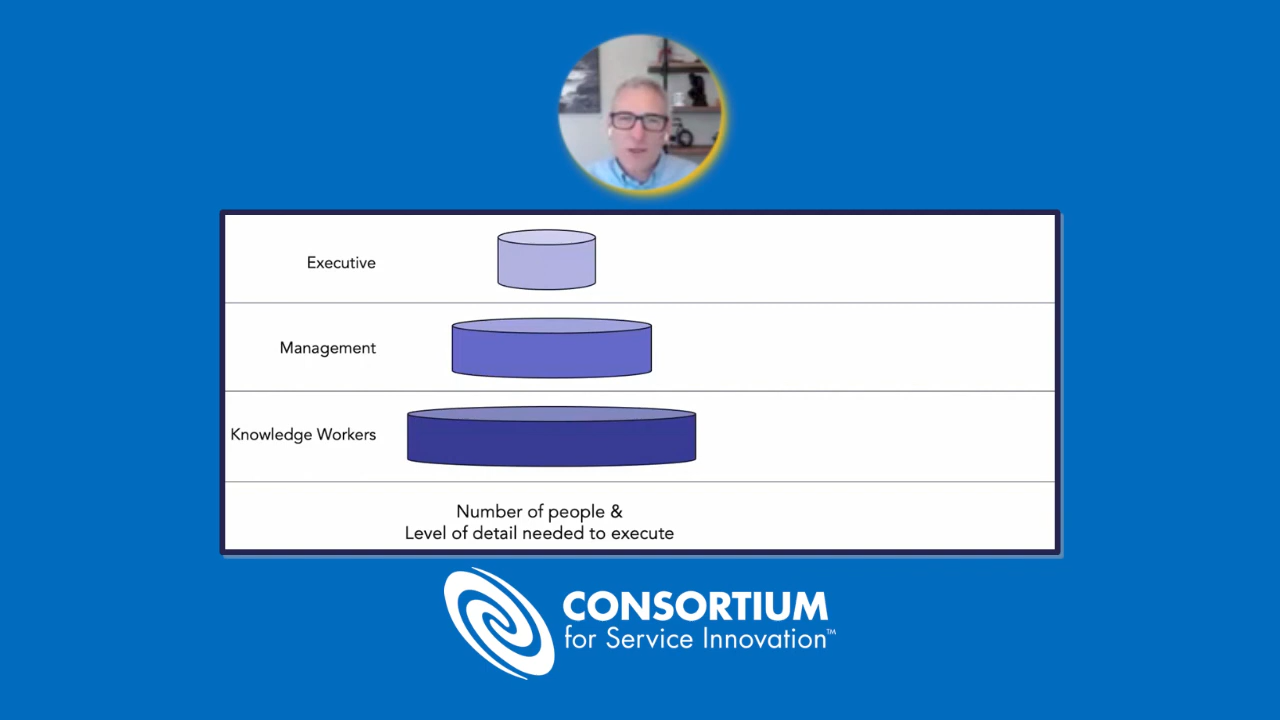 Executive
Management
Knowledge Workers
Number of people &
Level of detail needed to execute
CONSORTIUM
for Service Innovation™